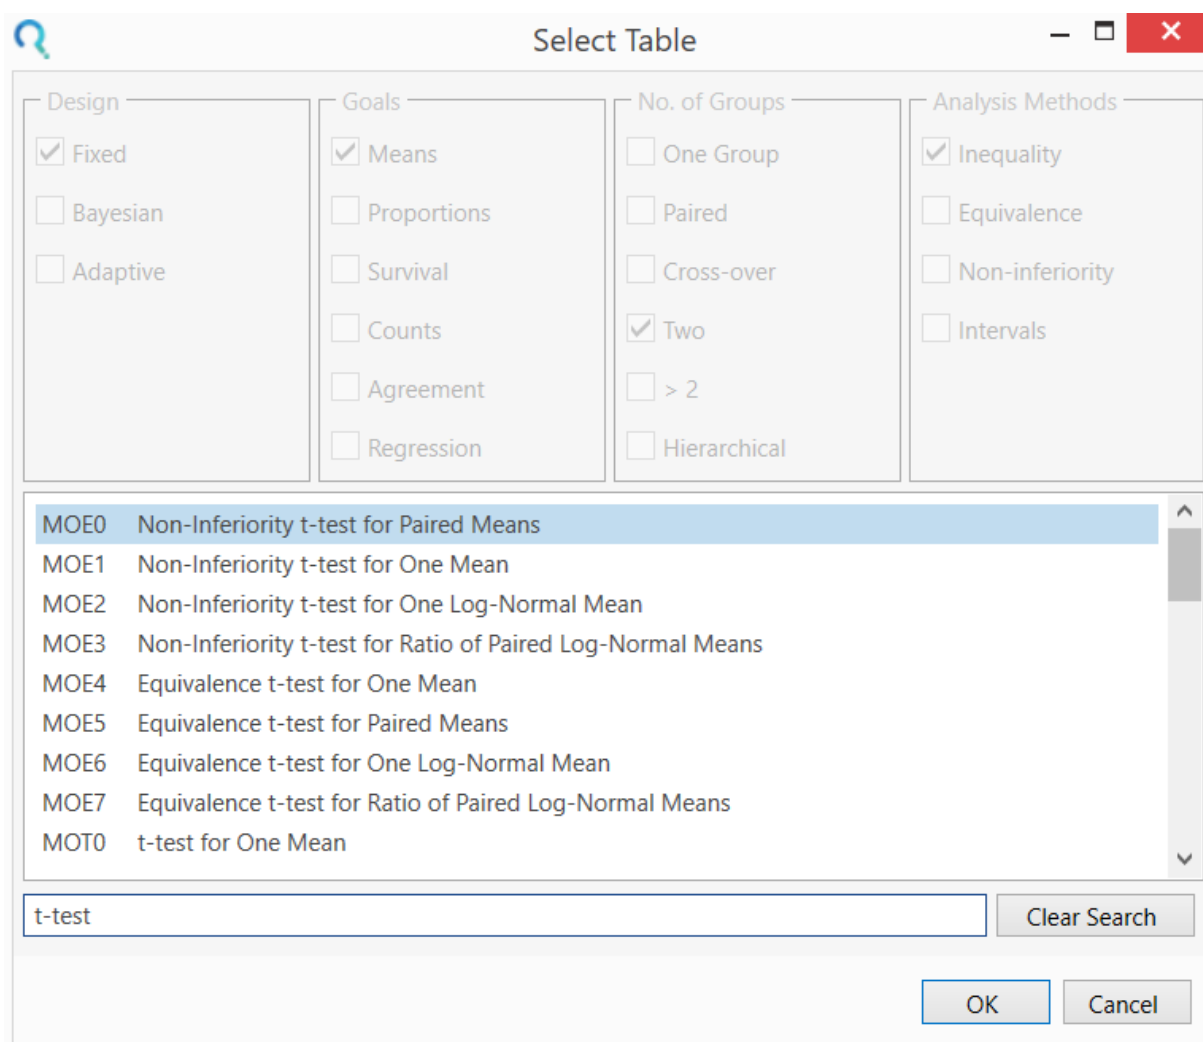 Select Table
Design
Fixed
Bayesian
Adaptive
Goals
Means
Proportions
Survival
Counts
Agreement
Regression
No. of Groups
One Group
Paired
Cross-over
Two
> 2
Hierarchical
Analysis Methods
Inequality
Equivalence
Non-inferiority
Intervals
MOE0 Non-Inferiority t-test for Paired Means
MOE1 Non-Inferiority t-test for One Mean
MOE2 Non-Inferiority t-test for One Log-Normal Mean
MOE3 Non-Inferiority t-test for Ratio of Paired Log-Normal Means
MOE4 Equivalence t-test for One Mean
MOE5 Equivalence t-test for Paired Means
MOE6 Equivalence t-test for One Log-Normal Mean
MOE7 Equivalence t-test for Ratio of Paired Log-Normal Means
MOT0 t-test for One Mean
t-test
Clear Search
OK
Cancel